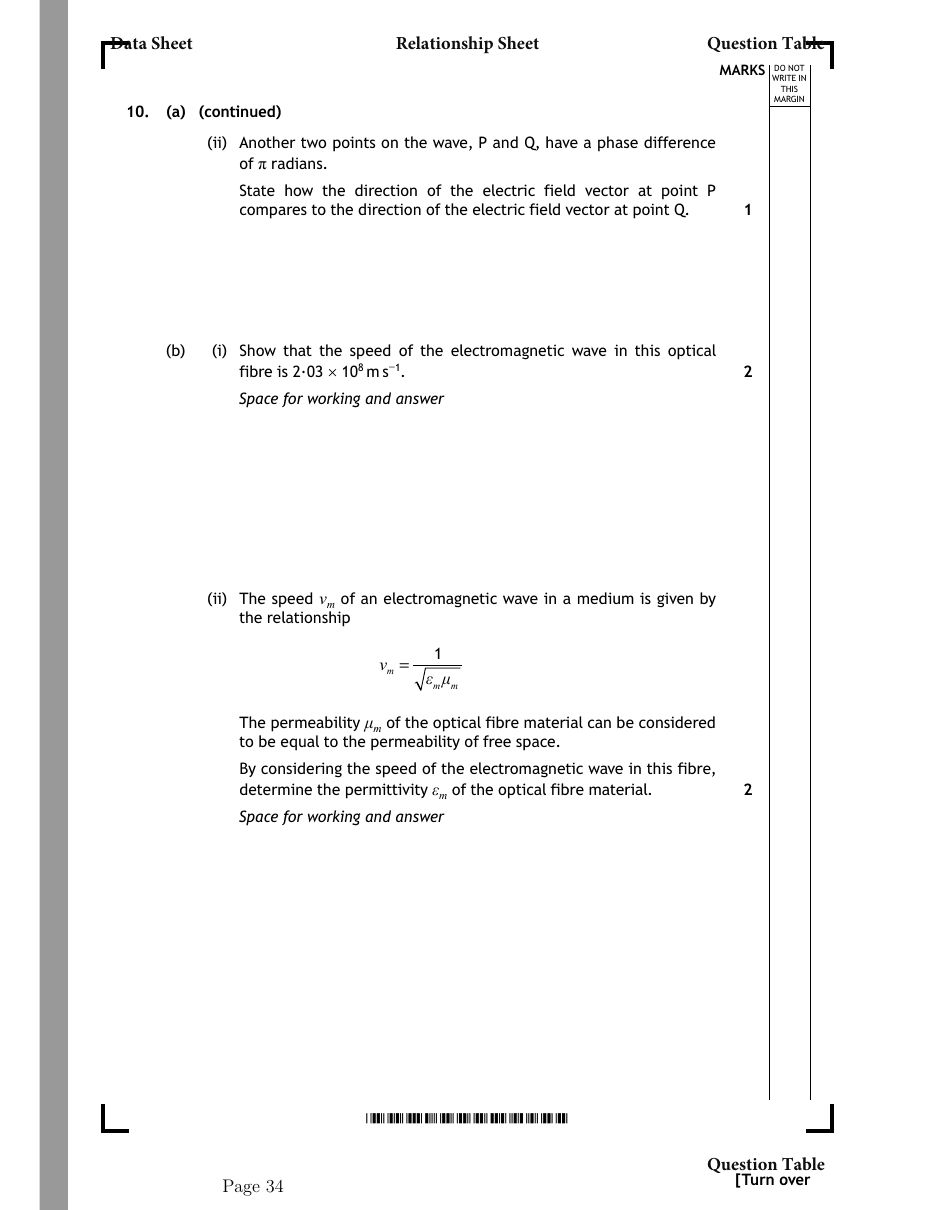 Data Sheet Relationship Sheet Question Table
MARKS
DO NOT
WRITE IN
THIS
MARGIN
10. (a) (continued)
(ii) Another two points on the wave, P and Q, have a phase difference
of π radians.
State how the direction of the electric field vector at point P
compares to the direction of the electric field vector at point Q. 1
(b) (i) Show that the speed of the electromagnetic wave in this optical
fibre is 2·03 × 10⁸ m s⁻¹. 2
Space for working and answer
(ii) The speed vₘ of an electromagnetic wave in a medium is given by
the relationship
vₘ = 1 / √(εₘμₘ)
The permeability μₘ of the optical fibre material can be considered
to be equal to the permeability of free space.
By considering the speed of the electromagnetic wave in this fibre,
determine the permittivity εₘ of the optical fibre material. 2
Space for working and answer
Question Table
[Turn over
Page 34